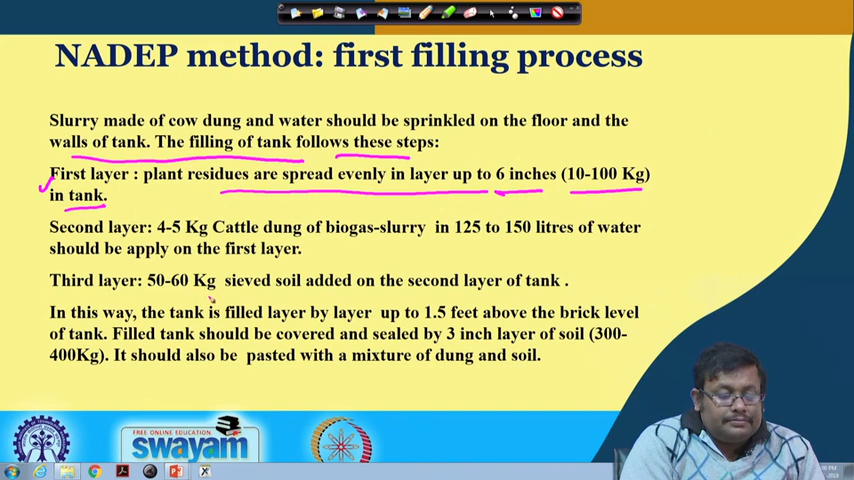 NADEP method: first filling process
Slurry made of cow dung and water should be sprinkled on the floor and the
walls of tank. The filling of tank follows these steps:
First layer : plant residues are spread evenly in layer up to 6 inches (10-100 Kg)
in tank.
Second layer: 4-5 Kg Cattle dung of biogas-slurry in 125 to 150 litres of water
should be apply on the first layer.
Third layer: 50-60 Kg sieved soil added on the second layer of tank .
In this way, the tank is filled layer by layer up to 1.5 feet above the brick level
of tank. Filled tank should be covered and sealed by 3 inch layer of soil (300-
400Kg). It should also be pasted with a mixture of dung and soil.
FREE ONLINE EDUCATION
swayam